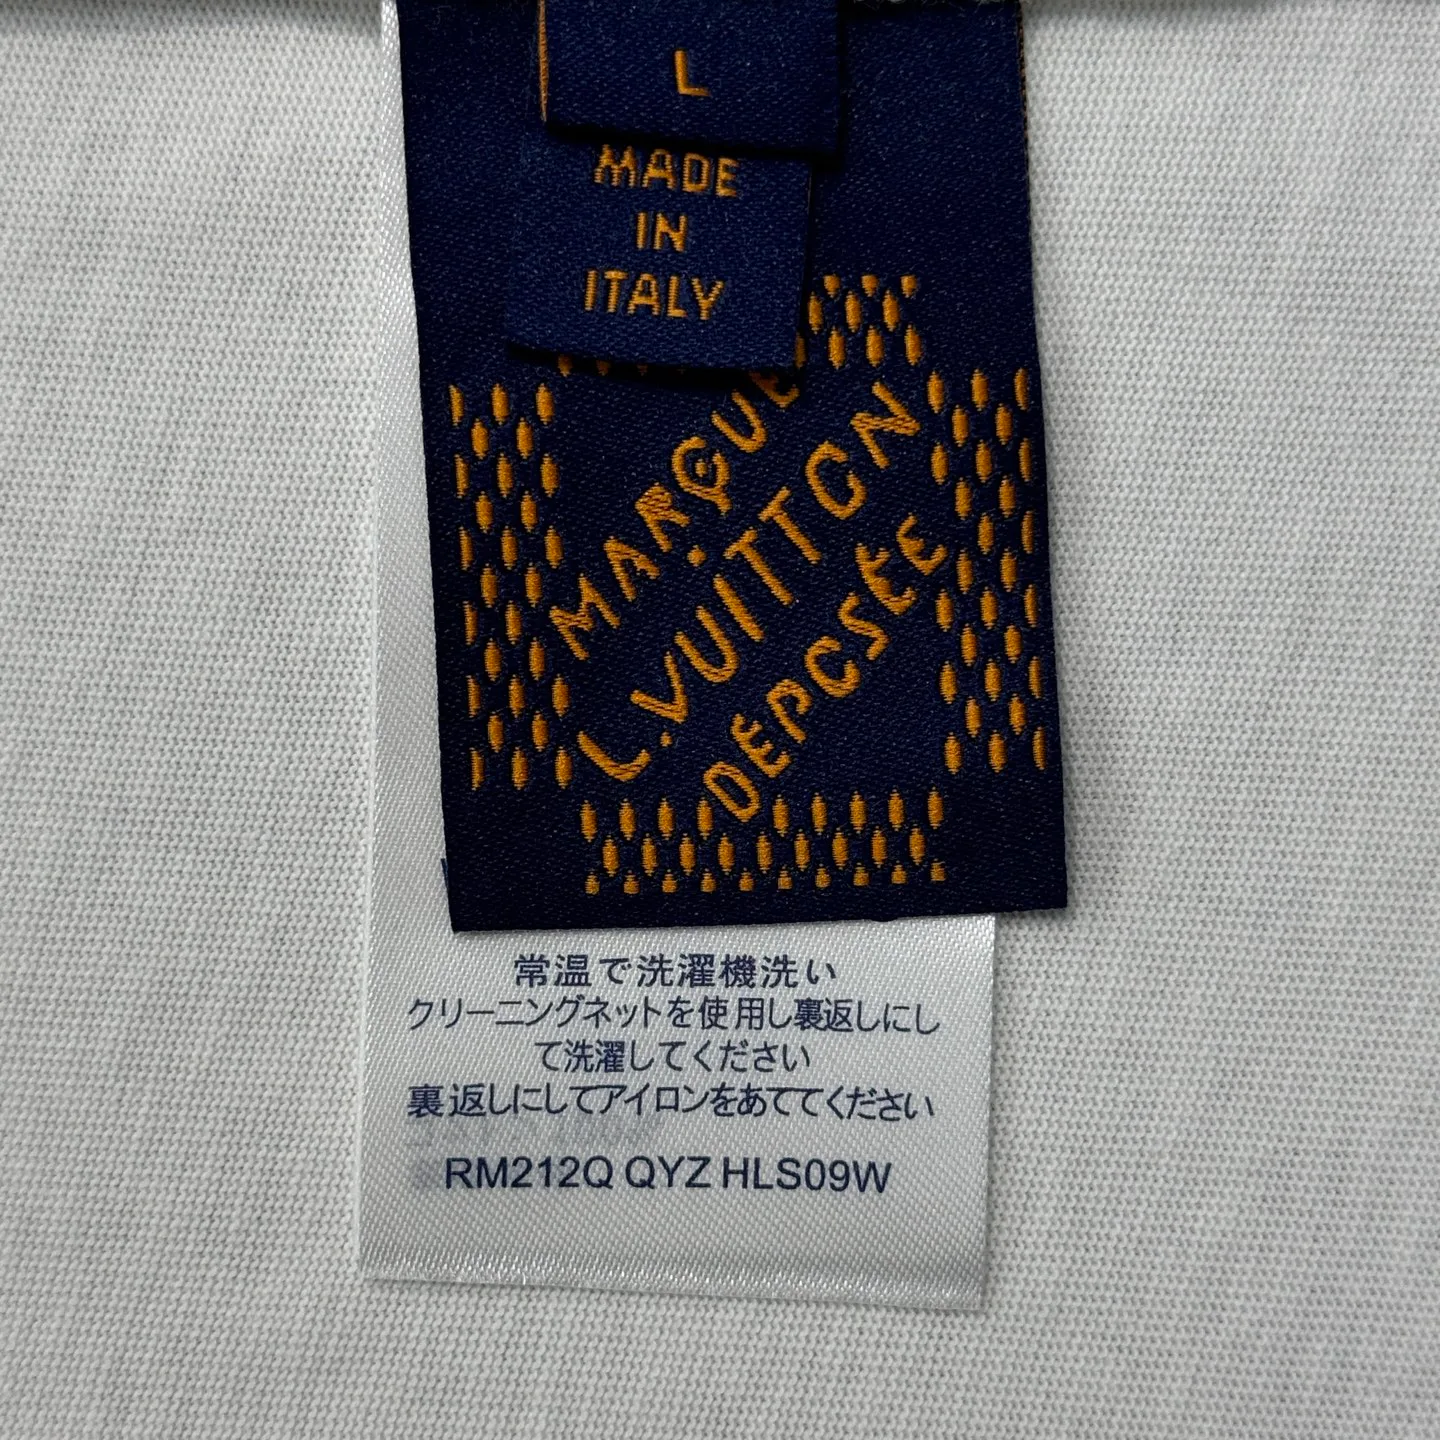 L
MADE
IN
ITALY
MARQUE
L.VUITTON
DÉPOSÉE
常温で洗濯機洗い
クリーニングネットを使用し裏返しにし
て洗濯してください
裏返しにしてアイロンをあててください
RM212Q QYZ HLS09W